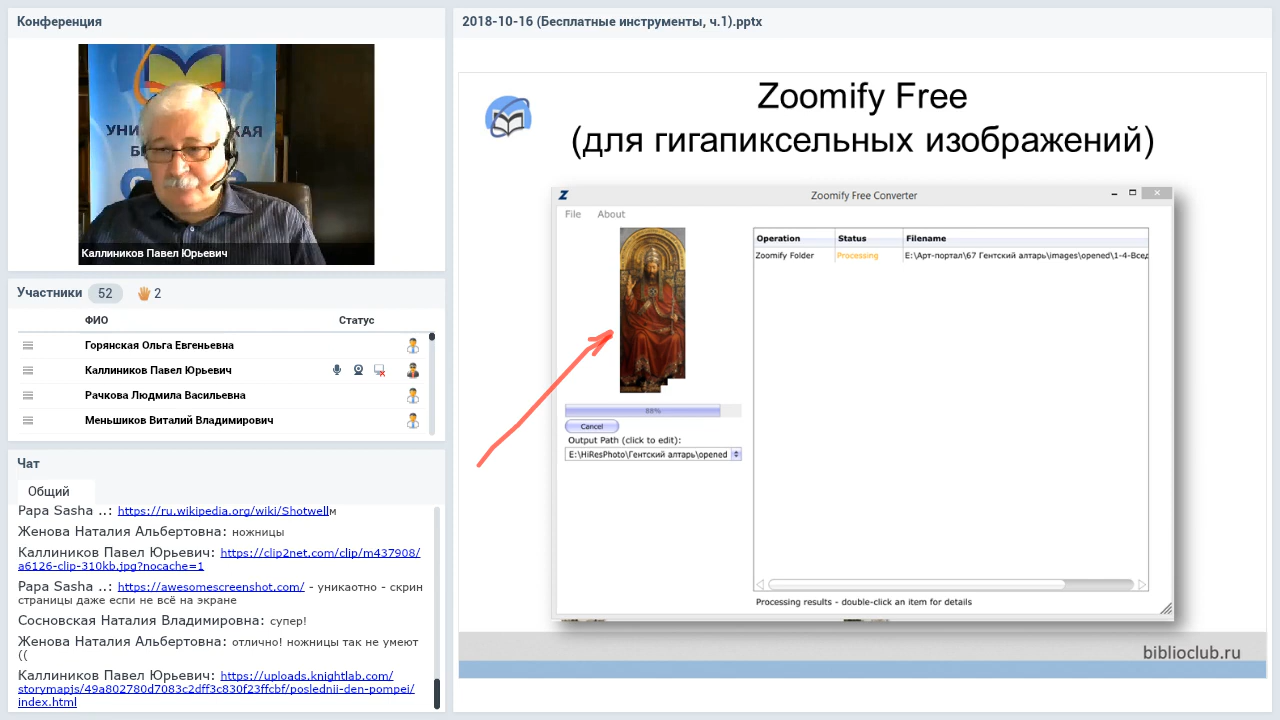 Конференция
УНИ
СКАЯ
Каллиников Павел Юрьевич
Участники 52 2
ФИО Статус
Горянская Ольга Евгеньевна
Каллиников Павел Юрьевич
Рачкова Людмила Васильевна
Меньшиков Виталий Владимирович
Чат
Общий
Papa Sasha ..: https://ru.wikipedia.org/wiki/Shotwellм
Женова Наталия Альбертовна: ножницы
Каллиников Павел Юрьевич: https://clip2net.com/clip/m437908/
a6126-clip-310kb.jpg?nocache=1
Papa Sasha ..: https://awesomescreenshot.com/ - уникаотно - скрин
страницы даже если не всё на экране
Сосновская Наталия Владимировна: супер!
Женова Наталия Альбертовна: отлично! ножницы так не умеют
((
Каллиников Павел Юрьевич: https://uploads.knightlab.com/
storymapjs/49a802780d7083c2dff3c830f23ffcbf/poslednii-den-pompei/
index.html
2018-10-16 (Бесплатные инструменты, ч.1).pptx
Zoomify Free
(для гигапиксельных изображений)
Z Zoomify Free Converter
File About
88%
Cancel
Output Path (click to edit):
E:\HiResPhoto\Гентский алтарь\opened
Operation Status Filename
Zoomify Folder Processing E:\Арт-портал\67 Гентский алтарь\images\opened\1-4-Всед
Processing results - double-click an item for details
biblioclub.ru